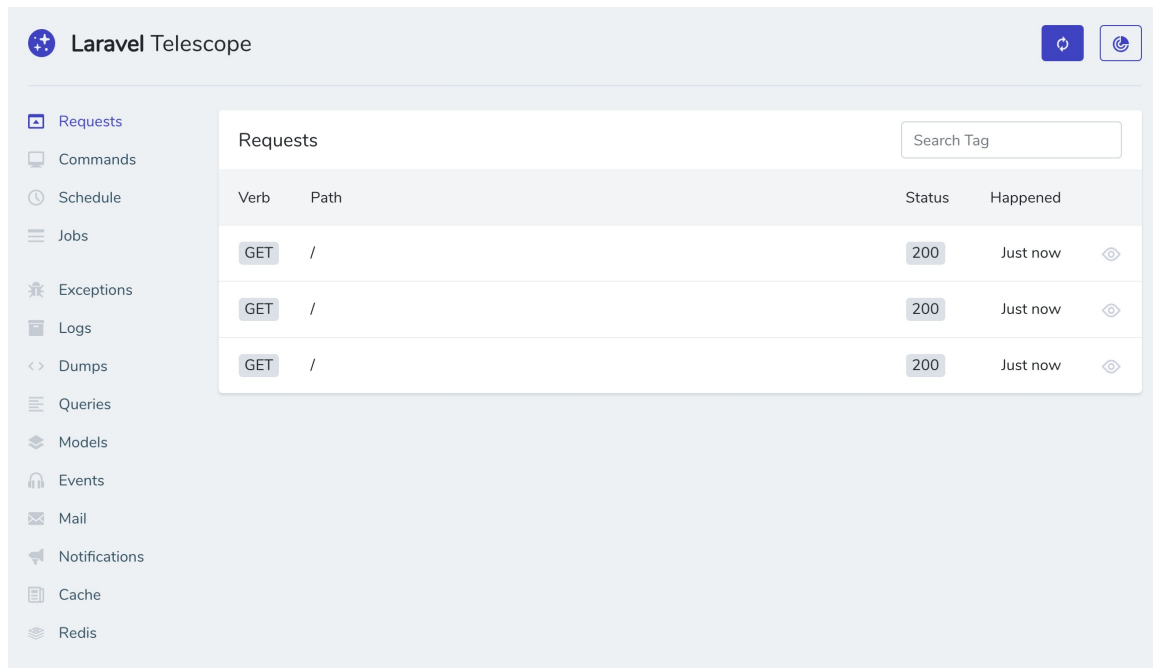 Laravel Telescope
Requests
Commands
Schedule
Jobs
Exceptions
Logs
Dumps
Queries
Models
Events
Mail
Notifications
Cache
Redis
Requests
Search Tag
Verb Path Status Happened
GET / 200 Just now
GET / 200 Just now
GET / 200 Just now